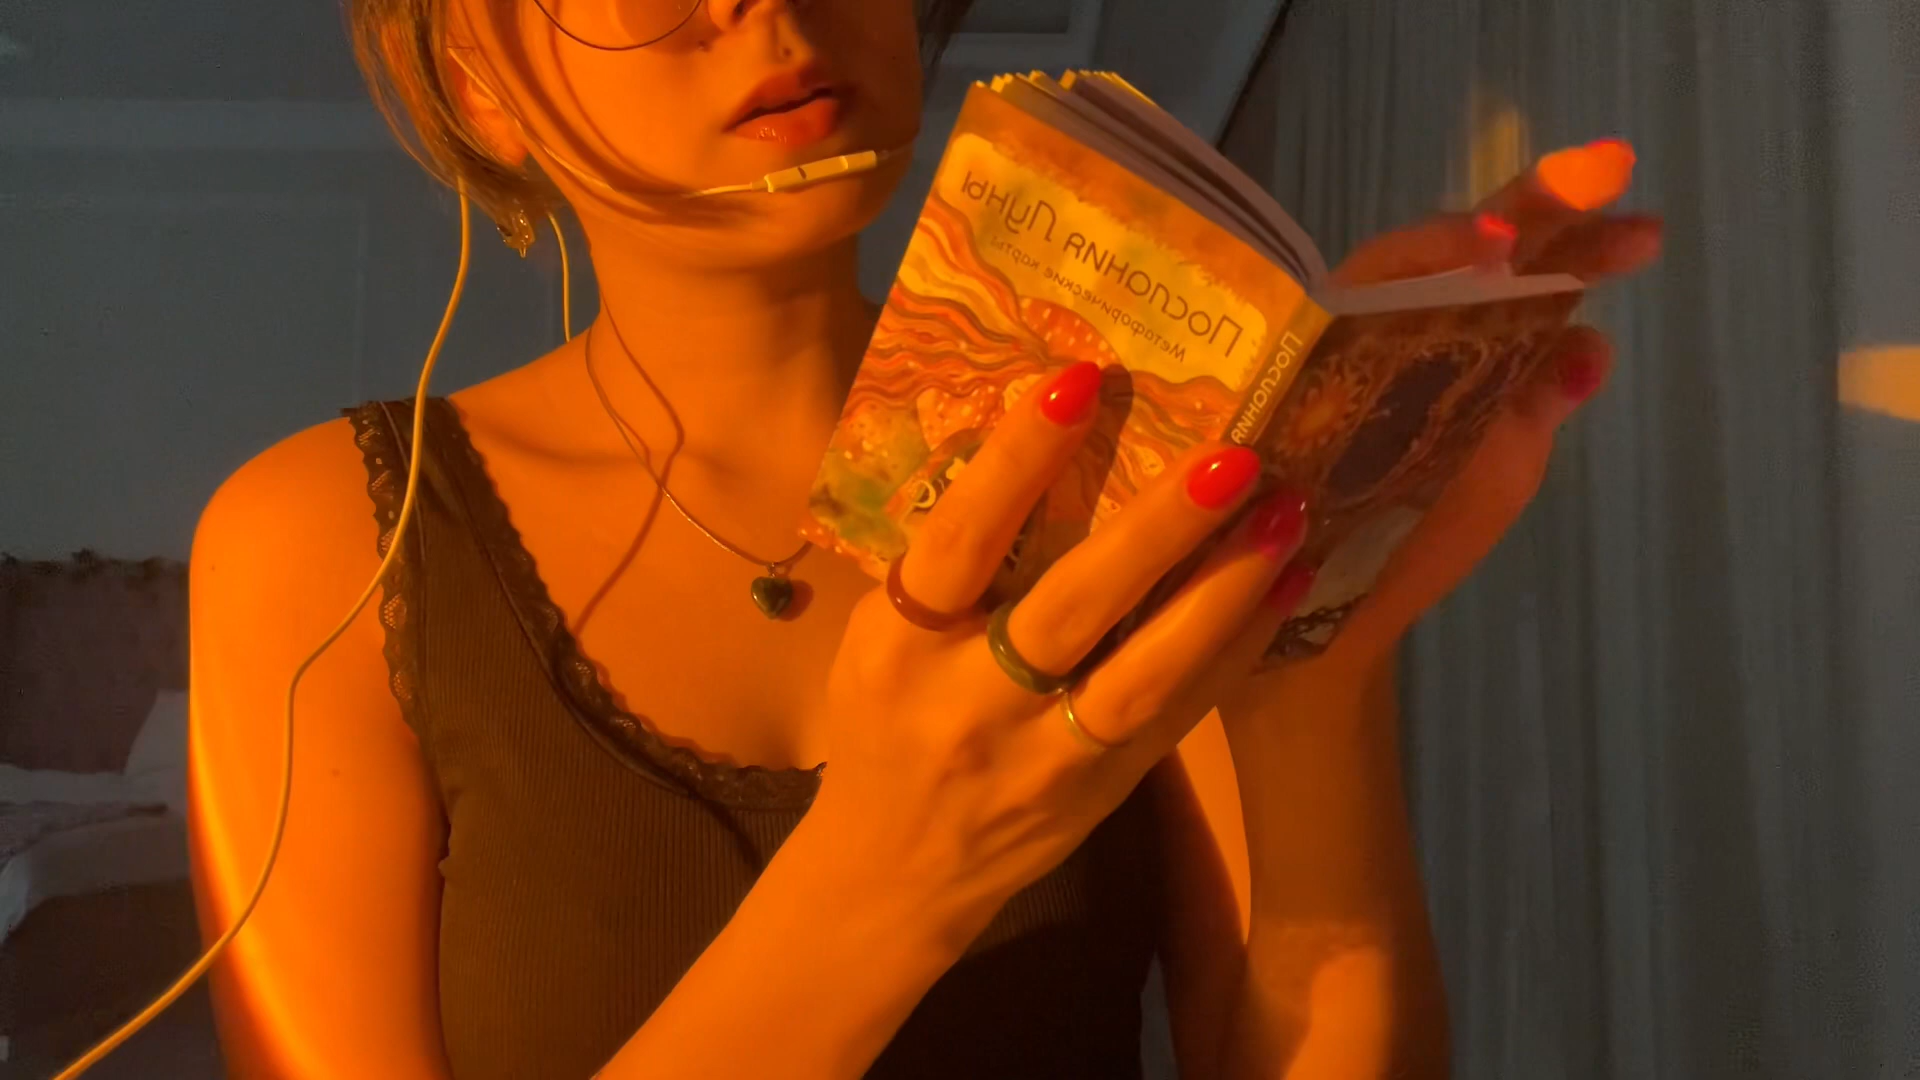 Послания Луны
Метафорические карты
Послания